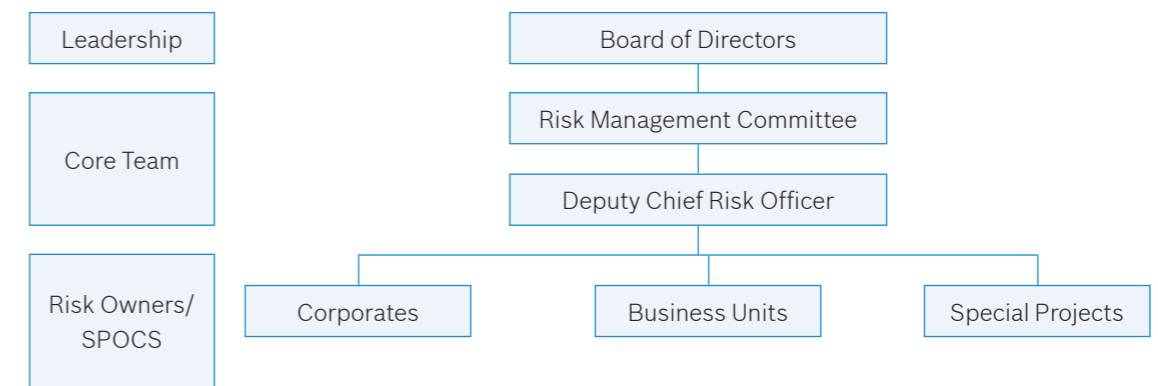 Leadership
Board of Directors
Risk Management Committee
Core Team
Deputy Chief Risk Officer
Risk Owners/
SPOCS
Corporates
Business Units
Special Projects